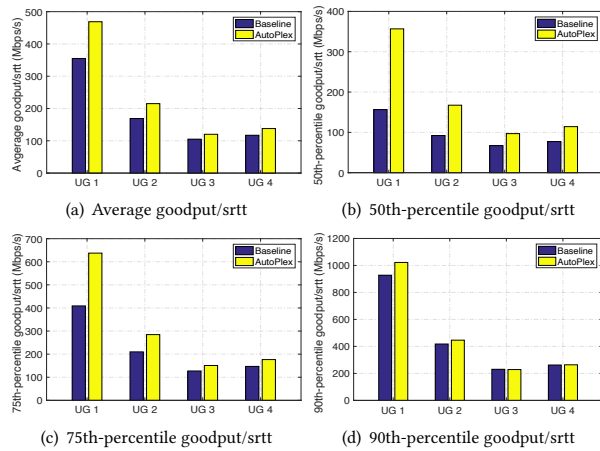 500
400
300
200
100
0
Avgerage goodput/srtt (Mbps/s)
Baseline
AutoPlex
UG 1 UG 2 UG 3 UG 4
(a) Average goodput/srtt
400
300
200
100
0
50th-percentile goodput/srtt (Mbps/s)
Baseline
AutoPlex
UG 1 UG 2 UG 3 UG 4
(b) 50th-percentile goodput/srtt
700
600
500
400
300
200
100
0
75th-percentile goodput/srtt (Mbps/s)
Baseline
AutoPlex
UG 1 UG 2 UG 3 UG 4
(c) 75th-percentile goodput/srtt
1200
1000
800
600
400
200
0
90th-percentile goodput/srtt (Mbps/s)
Baseline
AutoPlex
UG 1 UG 2 UG 3 UG 4
(d) 90th-percentile goodput/srtt